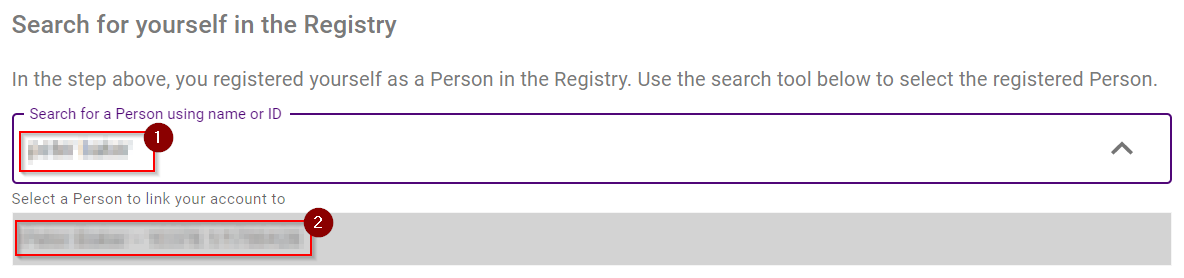 Search for yourself in the Registry
In the step above, you registered yourself as a Person in the Registry. Use the search tool below to select the registered Person.
Search for a Person using name or ID
1
Select a Person to link your account to
2